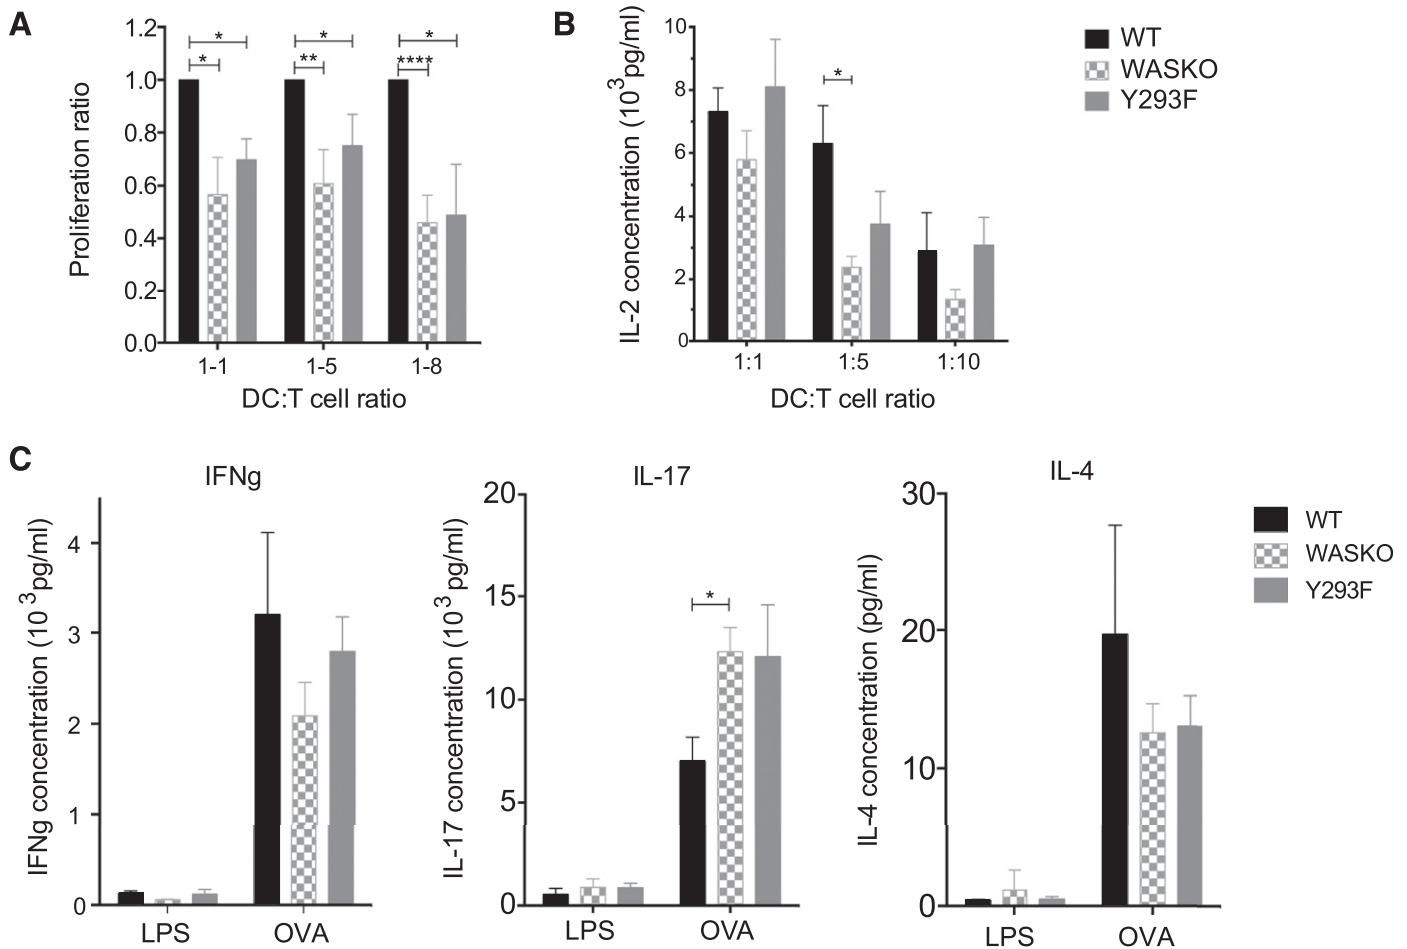 A
1.2
1.0
0.8
0.6
0.4
0.2
0.0
Proliferation ratio
* * * ** * ****
1-1 1-5 1-8
DC:T cell ratio
B
10
8
6
4
2
0
IL-2 concentration (10³pg/ml)
*
1:1 1:5 1:10
DC:T cell ratio
WT
WASKO
Y293F
C
IFNg
4
3
2
1
0
IFNg concentration (10³pg/ml)
LPS OVA
IL-17
20
15
10
5
0
IL-17 concentration (10³ pg/ml)
*
LPS OVA
IL-4
30
20
10
0
IL-4 concentration (pg/ml)
LPS OVA
WT
WASKO
Y293F